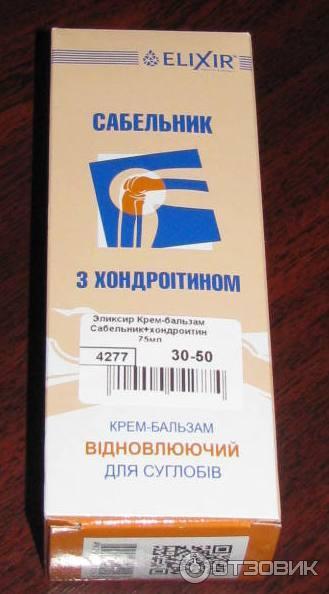 ELIXIR
САБЕЛЬНИК
З ХОНДРОІТИНОМ
Эликсир Крем-бальзам
Сабельник+хондроитин
75мл
4277 30-50
КРЕМ-БАЛЬЗАМ
ВІДНОВЛЮЮЧИЙ
ДЛЯ СУГЛОБІВ
ОТЗОВИК